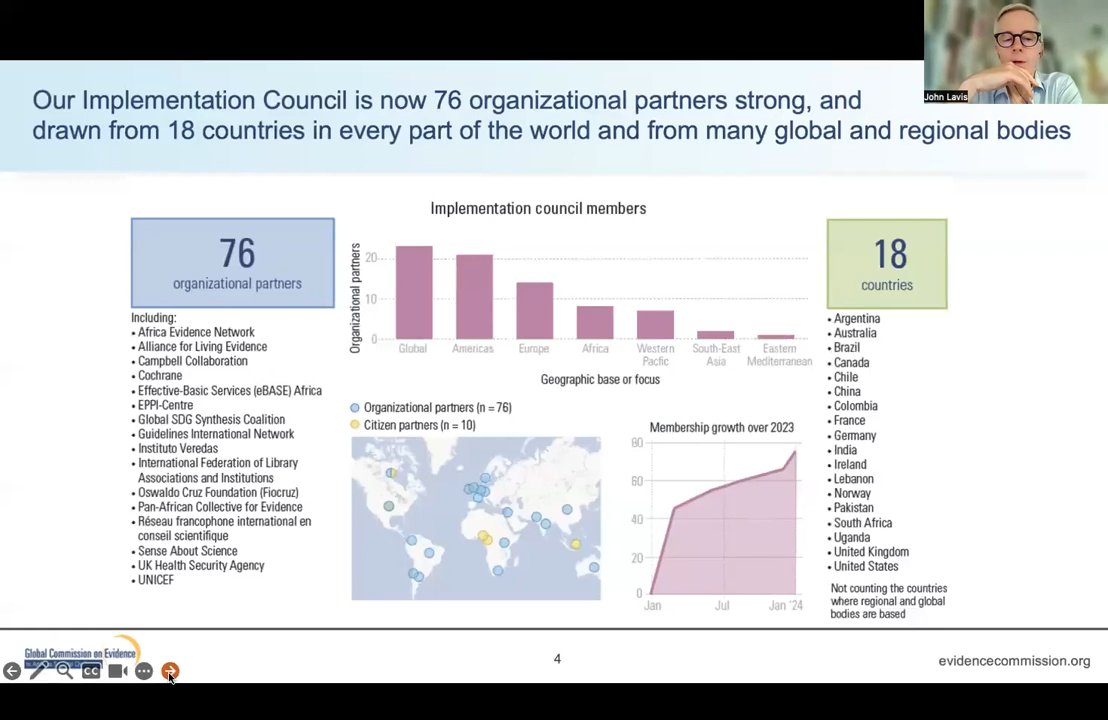 John Lavis
Our Implementation Council is now 76 organizational partners strong, and
drawn from 18 countries in every part of the world and from many global and regional bodies
76
organizational partners
Including:
• Africa Evidence Network
• Alliance for Living Evidence
• Campbell Collaboration
• Cochrane
• Effective-Basic Services (eBASE) Africa
• EPPI-Centre
• Global SDG Synthesis Coalition
• Guidelines International Network
• Instituto Veredas
• International Federation of Library
Associations and Institutions
• Oswaldo Cruz Foundation (Fiocruz)
• Pan-African Collective for Evidence
• Réseau francophone international en
conseil scientifique
• Sense About Science
• UK Health Security Agency
• UNICEF
Implementation council members
Organizational partners
20
10
0
Global
Americas
Europe
Africa
Western
Pacific
South-East
Asia
Eastern
Mediterranean
Geographic base or focus
Organizational partners (n = 76)
Citizen partners (n = 10)
Membership growth over 2023
80
60
40
20
0
Jan
Jul
Jan '24
18
countries
• Argentina
• Australia
• Brazil
• Canada
• Chile
• China
• Colombia
• France
• Germany
• India
• Ireland
• Lebanon
• Norway
• Pakistan
• South Africa
• Uganda
• United Kingdom
• United States
Not counting the countries
where regional and global
bodies are based
Global Commission on Evidence
CC
4
evidencecommission.org